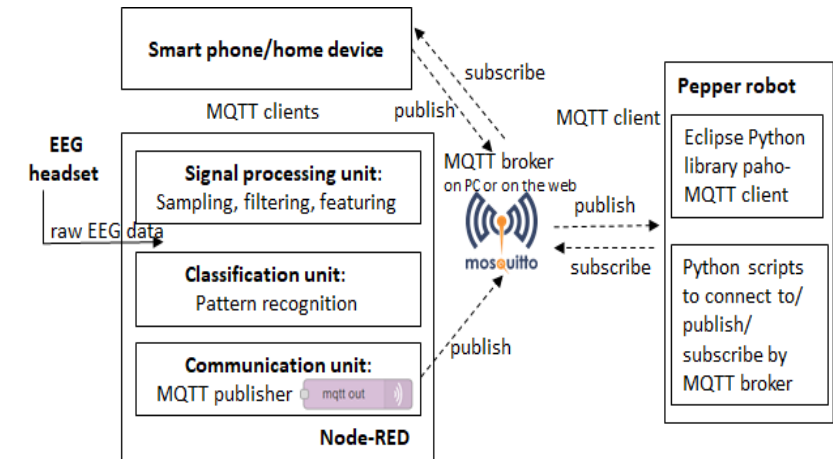 Smart phone/home device
subscribe
publish
MQTT clients
MQTT client
Pepper robot
Eclipse Python
library paho-
MQTT client
Python scripts
to connect to/
publish/
subscribe by
MQTT broker
EEG
headset
raw EEG data
Signal processing unit:
Sampling, filtering, featuring
Classification unit:
Pattern recognition
Communication unit:
MQTT publisher
mqtt out
Node-RED
MQTT broker
on PC or on the web
mosquitto
publish
subscribe
publish